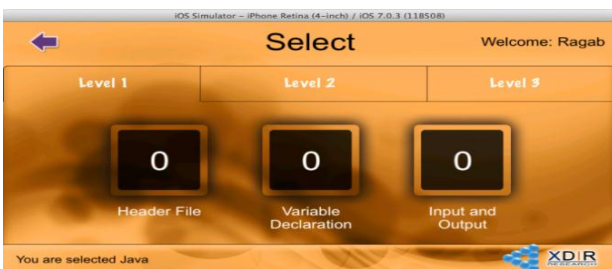 iOS Simulator - iPhone Retina (4-inch) / iOS 7.0.3 (11B508)
Select
Welcome: Ragab
Level 1
Level 2
Level 3
0
0
0
Header File
Variable
Declaration
Input and
Output
You are selected Java
XDIR
RESEARCH